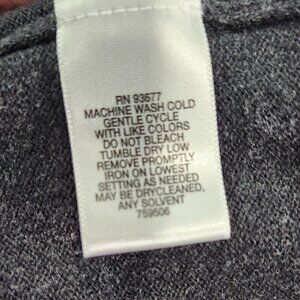 RN 93677
MACHINE WASH COLD
GENTLE CYCLE
WITH LIKE COLORS
DO NOT BLEACH
TUMBLE DRY LOW
REMOVE PROMPTLY
IRON ON LOWEST
SETTING AS NEEDED
MAY BE DRYCLEANED,
ANY SOLVENT
759506